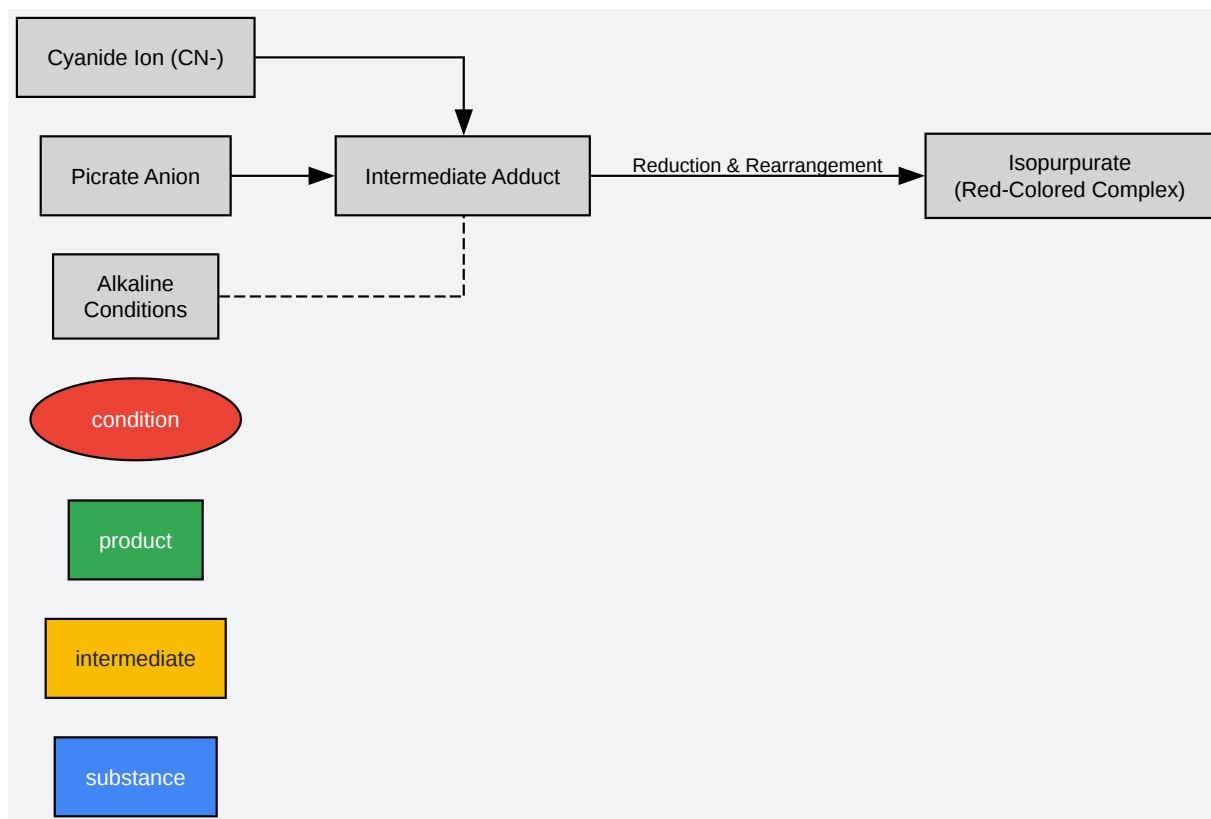 Cyanide Ion (CN-)
Picrate Anion
Intermediate Adduct
Reduction & Rearrangement
Isopurpurate
(Red-Colored Complex)
Alkaline
Conditions
condition
product
intermediate
substance